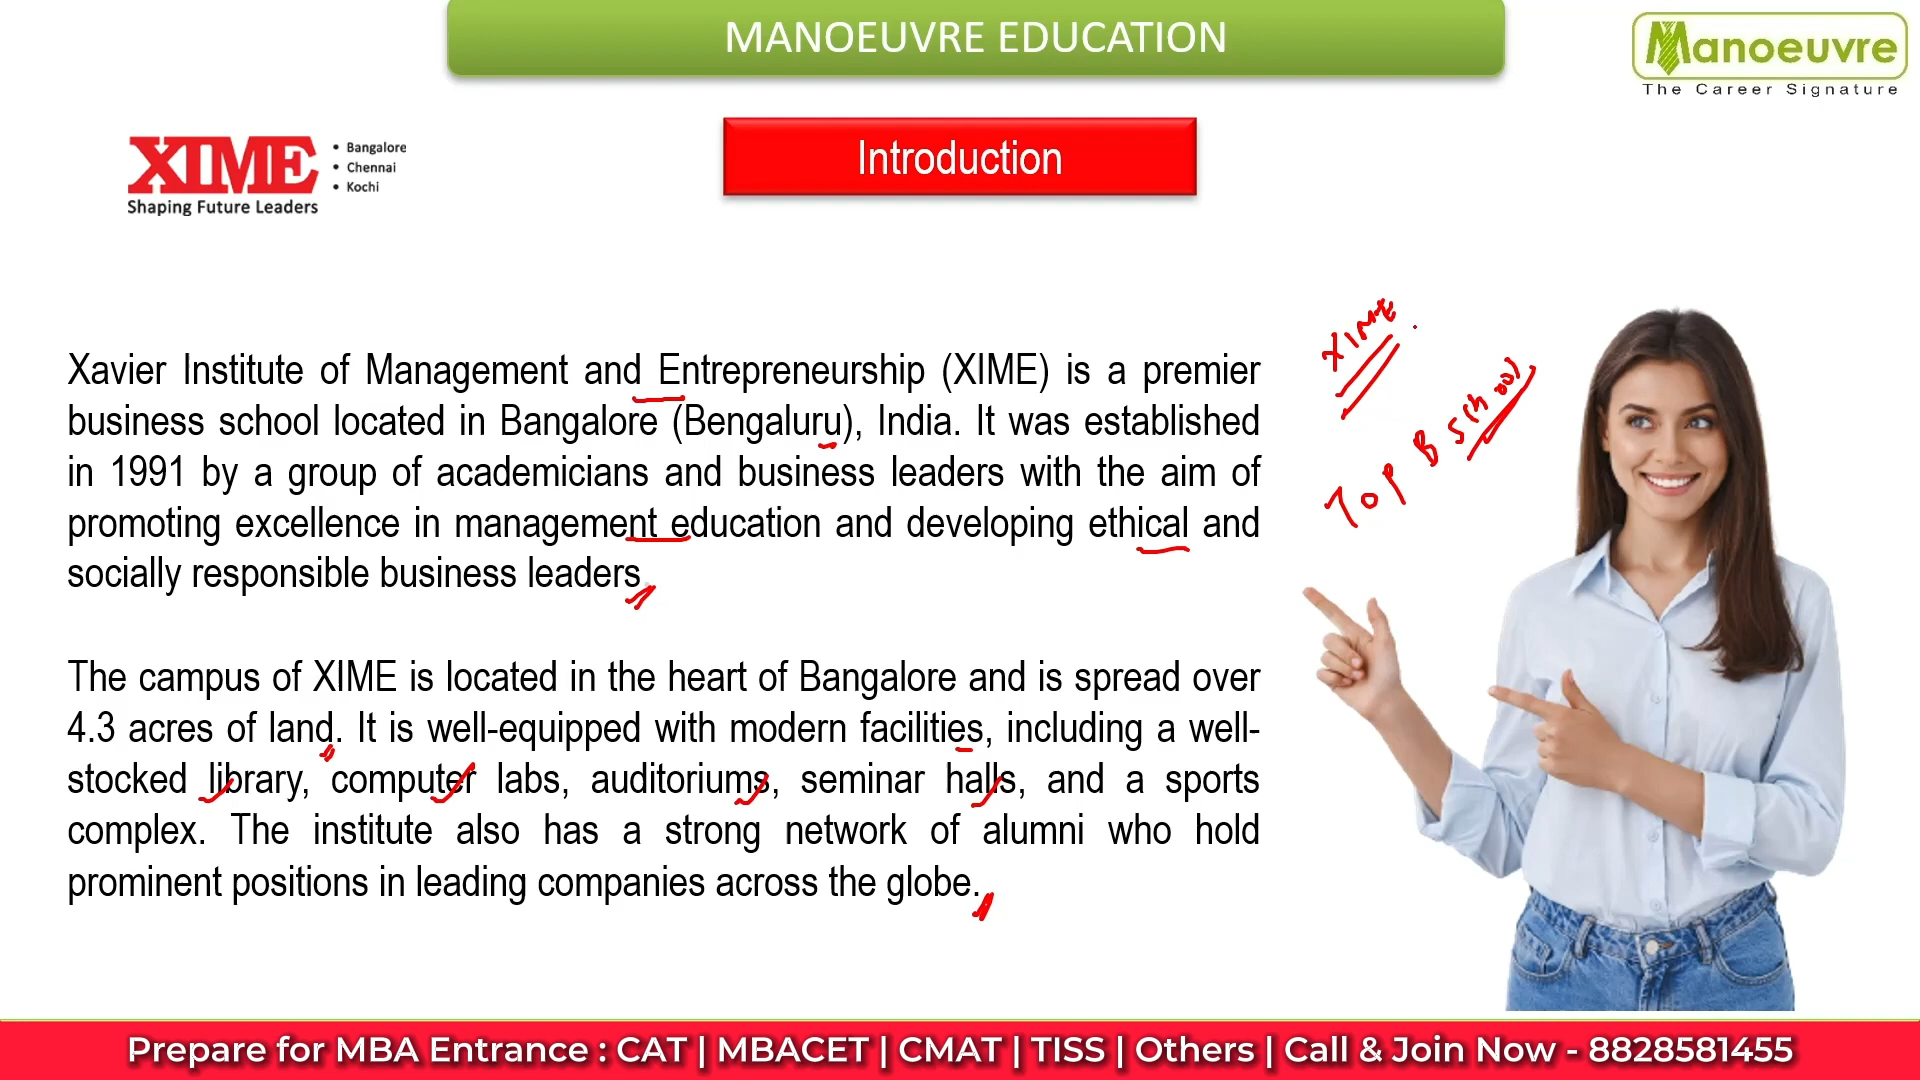 MANOEUVRE EDUCATION
Manoeuvre
The Career Signature
XIME
Shaping Future Leaders
• Bangalore
• Chennai
• Kochi
Introduction
Xavier Institute of Management and Entrepreneurship (XIME) is a premier
business school located in Bangalore (Bengaluru), India. It was established
in 1991 by a group of academicians and business leaders with the aim of
promoting excellence in management education and developing ethical and
socially responsible business leaders.
The campus of XIME is located in the heart of Bangalore and is spread over
4.3 acres of land. It is well-equipped with modern facilities, including a well-
stocked library, computer labs, auditoriums, seminar halls, and a sports
complex. The institute also has a strong network of alumni who hold
prominent positions in leading companies across the globe.
XIME
Top B School
Prepare for MBA Entrance : CAT | MBACET | CMAT | TISS | Others | Call & Join Now - 8828581455